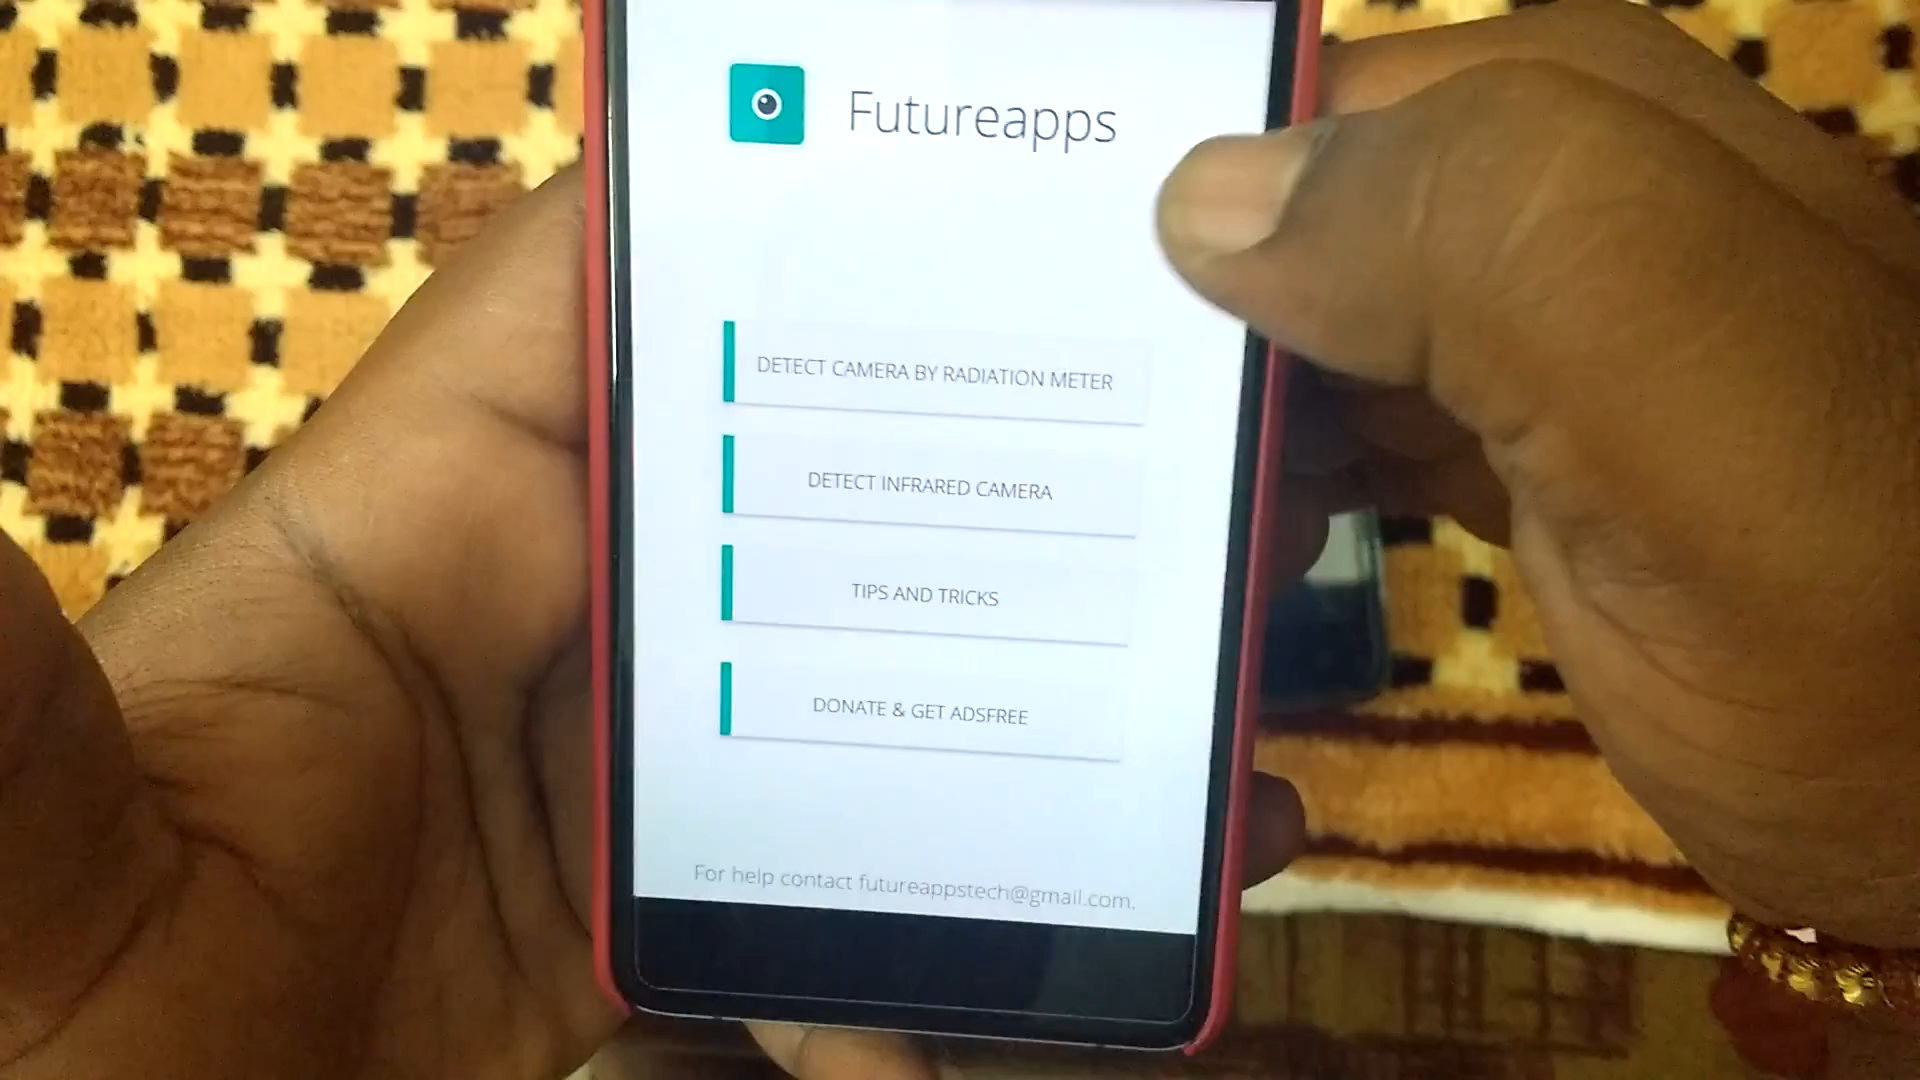 Futureapps
DETECT CAMERA BY RADIATION METER
DETECT INFRARED CAMERA
TIPS AND TRICKS
DONATE & GET ADSFREE
For help contact futureappstech@gmail.com.